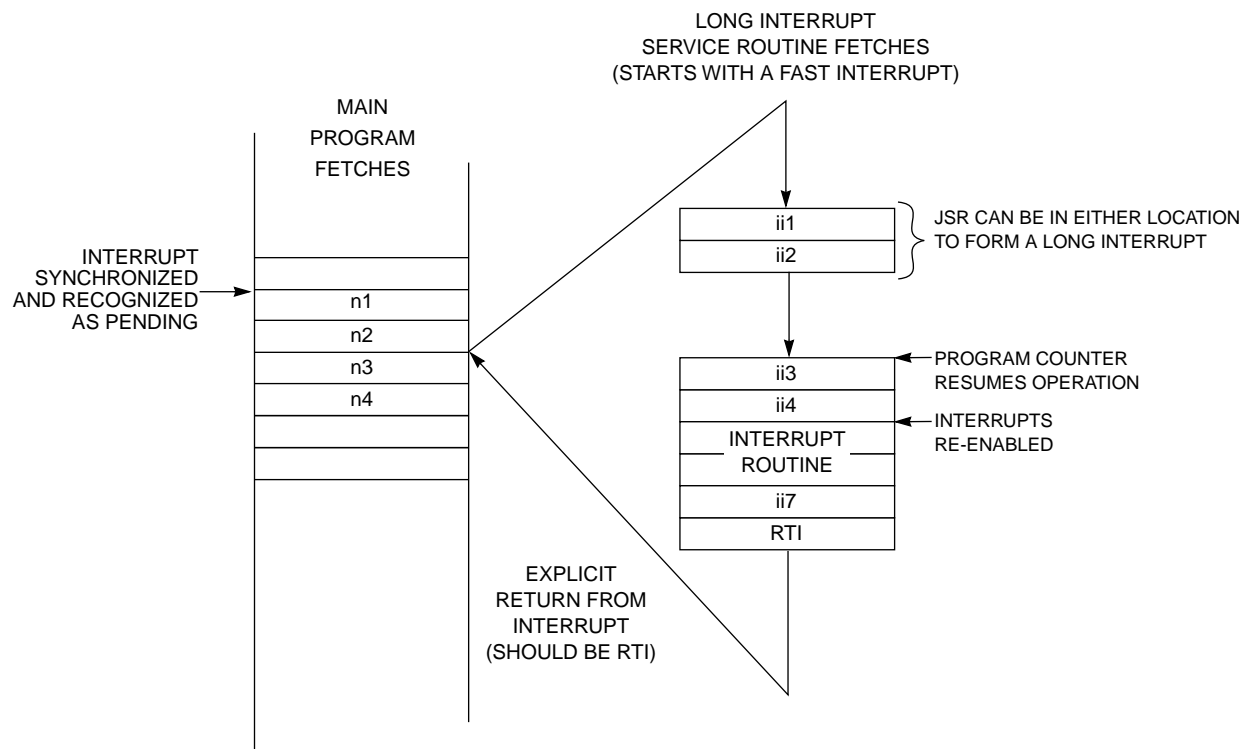 LONG INTERRUPT
SERVICE ROUTINE FETCHES
(STARTS WITH A FAST INTERRUPT)
MAIN
PROGRAM
FETCHES
INTERRUPT
SYNCHRONIZED
AND RECOGNIZED
AS PENDING
n1
n2
n3
n4
ii1
ii2
JSR CAN BE IN EITHER LOCATION
TO FORM A LONG INTERRUPT
ii3
ii4
INTERRUPT
ROUTINE
ii7
RTI
PROGRAM COUNTER
RESUMES OPERATION
INTERRUPTS
RE-ENABLED
EXPLICIT
RETURN FROM
INTERRUPT
(SHOULD BE RTI)